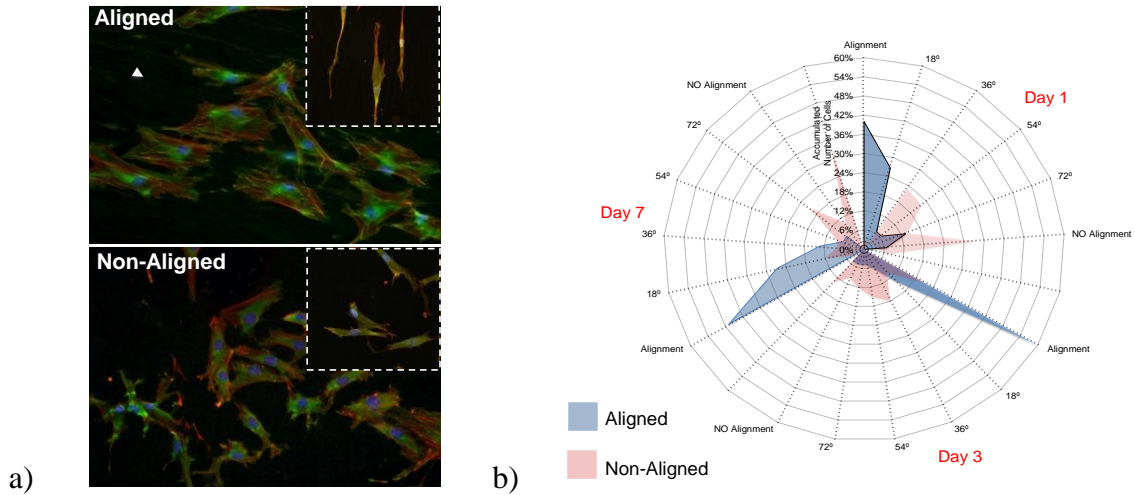 Aligned
Non-Aligned
a)
Alignment
18º
36º
Day 1
54º
72º
NO Alignment
Alignment
18º
36º
Day 3
54º
72º
NO Alignment
Alignment
18º
36º
Day 7
54º
72º
NO Alignment
Accumulated
Number of Cells
60%
54%
48%
42%
36%
30%
24%
18%
12%
6%
0%
Aligned
Non-Aligned
b)